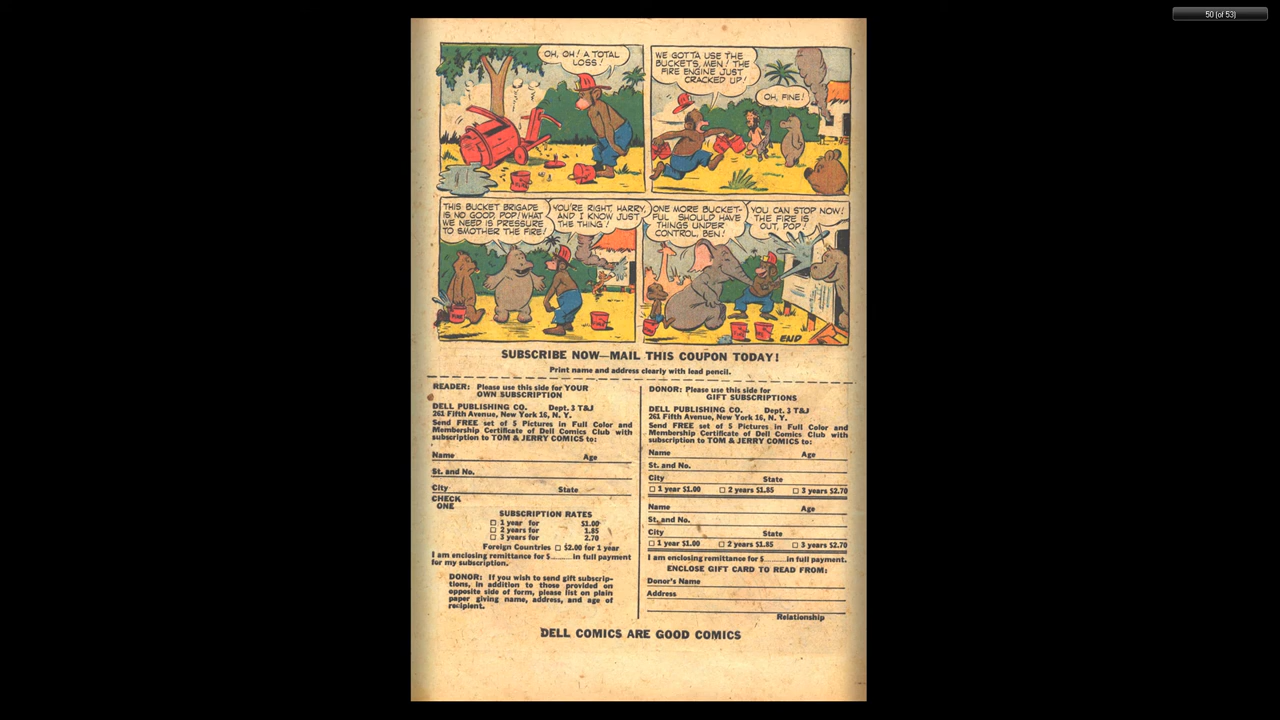 50 (of 53)
OH, OH! A TOTAL
LOSS!
WE GOTTA USE THE
BUCKETS, MEN! THE
FIRE ENGINE JUST
CRACKED UP!
OH, FINE!
THIS BUCKET BRIGADE
IS NO GOOD, POP! WHAT
WE NEED IS PRESSURE
TO SMOTHER THE FIRE!
YOU'RE RIGHT, HARRY,
AND I KNOW JUST
THE THING!
FIRE
FIRE
ONE MORE BUCKET-
FUL SHOULD HAVE
THINGS UNDER
CONTROL, BEN!
YOU CAN STOP NOW!
THE FIRE IS
OUT, POP!
END
SUBSCRIBE NOW—MAIL THIS COUPON TODAY!
Print name and address clearly with lead pencil.
READER: Please use this side for YOUR
OWN SUBSCRIPTION
DELL PUBLISHING CO. Dept. 3 T&J
261 Fifth Avenue, New York 16, N. Y.
Send FREE set of 5 Pictures in Full Color and
Membership Certificate of Dell Comics Club with
subscription to TOM & JERRY COMICS to:
Name Age
St. and No.
City State
CHECK
ONE
SUBSCRIPTION RATES
☐ 1 year for $1.00
☐ 2 years for 1.85
☐ 3 years for 2.70
Foreign Countries ☐ $2.00 for 1 year
I am enclosing remittance for $.......... in full payment
for my subscription.
DONOR: If you wish to send gift subscrip-
tions, in addition to those provided on
opposite side of form, please list on plain
paper giving name, address, and age of
recipient.
DONOR: Please use this side for
GIFT SUBSCRIPTIONS
DELL PUBLISHING CO. Dept. 3 T&J
261 Fifth Avenue, New York 16, N. Y.
Send FREE set of 5 Pictures in Full Color and
Membership Certificate of Dell Comics Club with
subscription to TOM & JERRY COMICS to:
Name Age
St. and No.
City State
☐ 1 year $1.00 ☐ 2 years $1.85 ☐ 3 years $2.70
Name Age
St. and No.
City State
☐ 1 year $1.00 ☐ 2 years $1.85 ☐ 3 years $2.70
I am enclosing remittance for $.......... in full payment.
ENCLOSE GIFT CARD TO READ FROM:
Donor's Name
Address
Relationship
DELL COMICS ARE GOOD COMICS